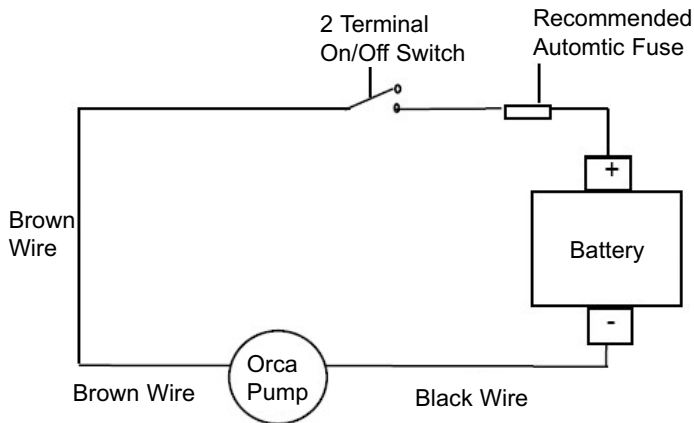 2 Terminal
On/Off Switch
Recommended
Automtic Fuse
+
Brown
Wire
Battery
-
Orca
Pump
Brown Wire
Black Wire